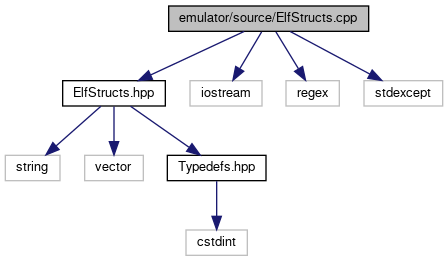 emulator/source/ElfStructs.cpp
ElfStructs.hpp
iostream
regex
stdexcept
string
vector
Typedefs.hpp
cstdint